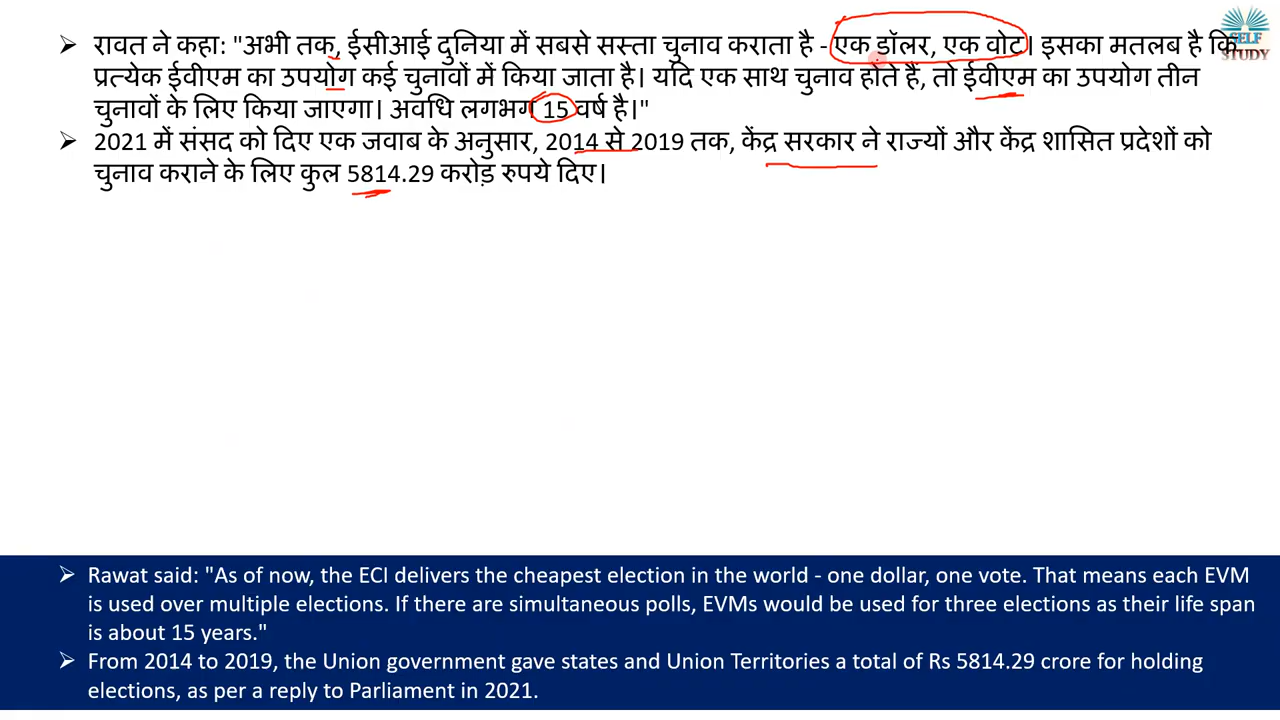 ➢ रावत ने कहा: "अभी तक, ईसीआई दुनिया में सबसे सस्ता चुनाव कराता है - एक डॉलर, एक वोट। इसका मतलब है कि
प्रत्येक ईवीएम का उपयोग कई चुनावों में किया जाता है। यदि एक साथ चुनाव होते हैं, तो ईवीएम का उपयोग तीन
चुनावों के लिए किया जाएगा। अवधि लगभग 15 वर्ष है।"
➢ 2021 में संसद को दिए एक जवाब के अनुसार, 2014 से 2019 तक, केंद्र सरकार ने राज्यों और केंद्र शासित प्रदेशों को
चुनाव कराने के लिए कुल 5814.29 करोड़ रुपये दिए।
SELF
STUDY
➢ Rawat said: "As of now, the ECI delivers the cheapest election in the world - one dollar, one vote. That means each EVM
is used over multiple elections. If there are simultaneous polls, EVMs would be used for three elections as their life span
is about 15 years."
➢ From 2014 to 2019, the Union government gave states and Union Territories a total of Rs 5814.29 crore for holding
elections, as per a reply to Parliament in 2021.